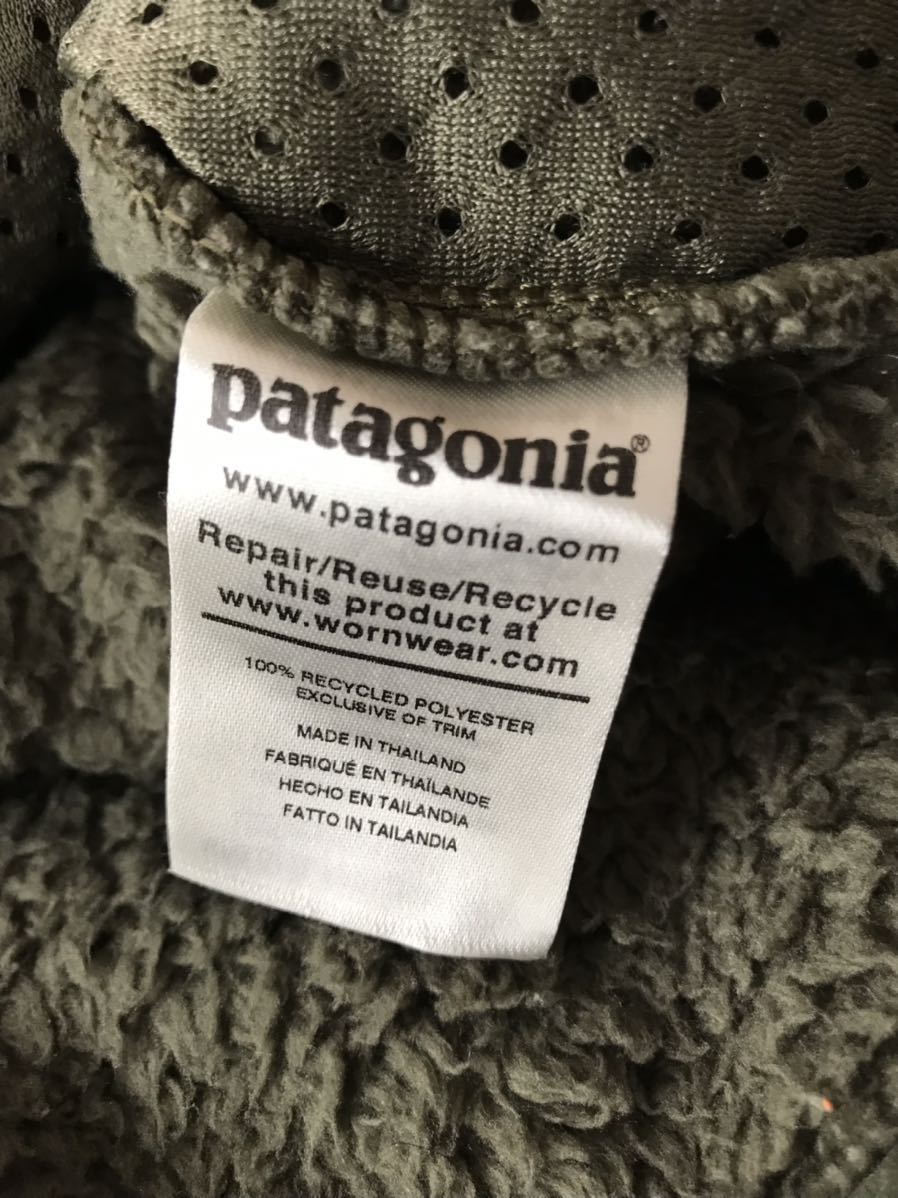 patagonia®
www.patagonia.com
Repair/Reuse/Recycle
this product at
www.wornwear.com
100% RECYCLED POLYESTER
EXCLUSIVE OF TRIM
MADE IN THAILAND
FABRIQUÉ EN THAÏLANDE
HECHO EN TAILANDIA
FATTO IN TAILANDIA